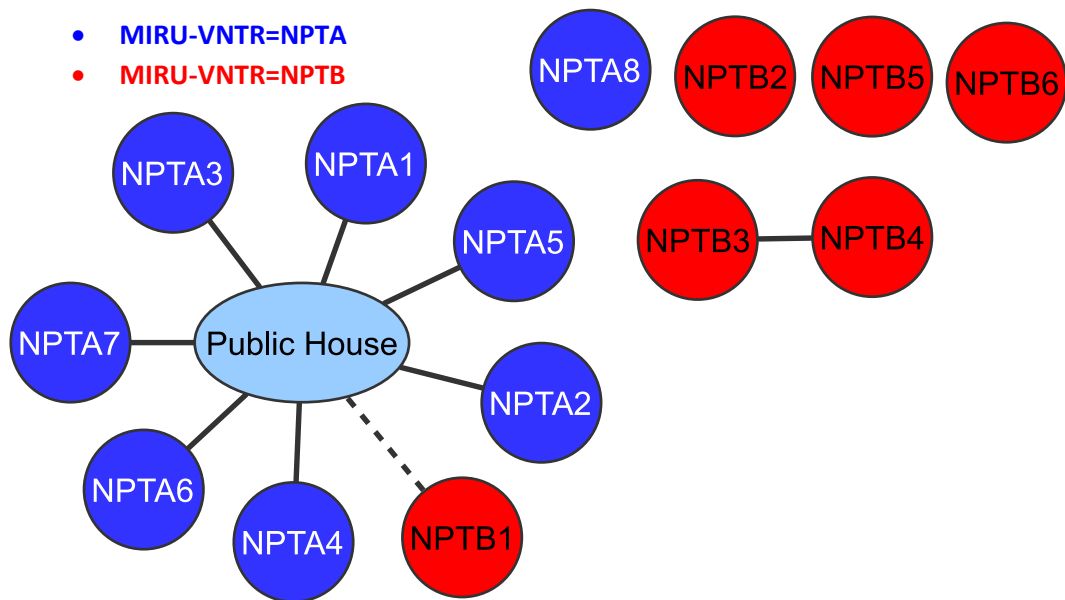 MIRU-VNTR=NPTA
MIRU-VNTR=NPTB
NPTA8
NPTB2
NPTB5
NPTB6
NPTA3
NPTA1
NPTA5
NPTB3
NPTB4
NPTA7
Public House
NPTA2
NPTA6
NPTA4
NPTB1